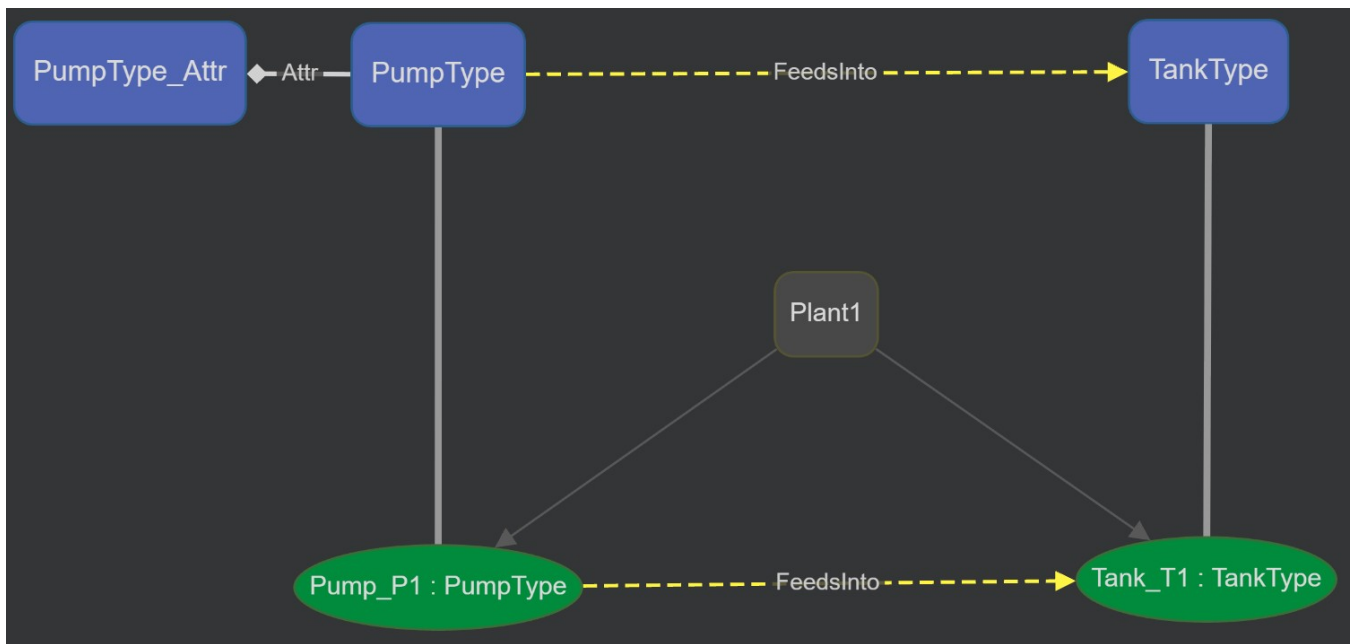 PumpType_Attr
Attr
PumpType
FeedsInto
TankType
Plant1
Pump_P1 : PumpType
FeedsInto
Tank_T1 : TankType